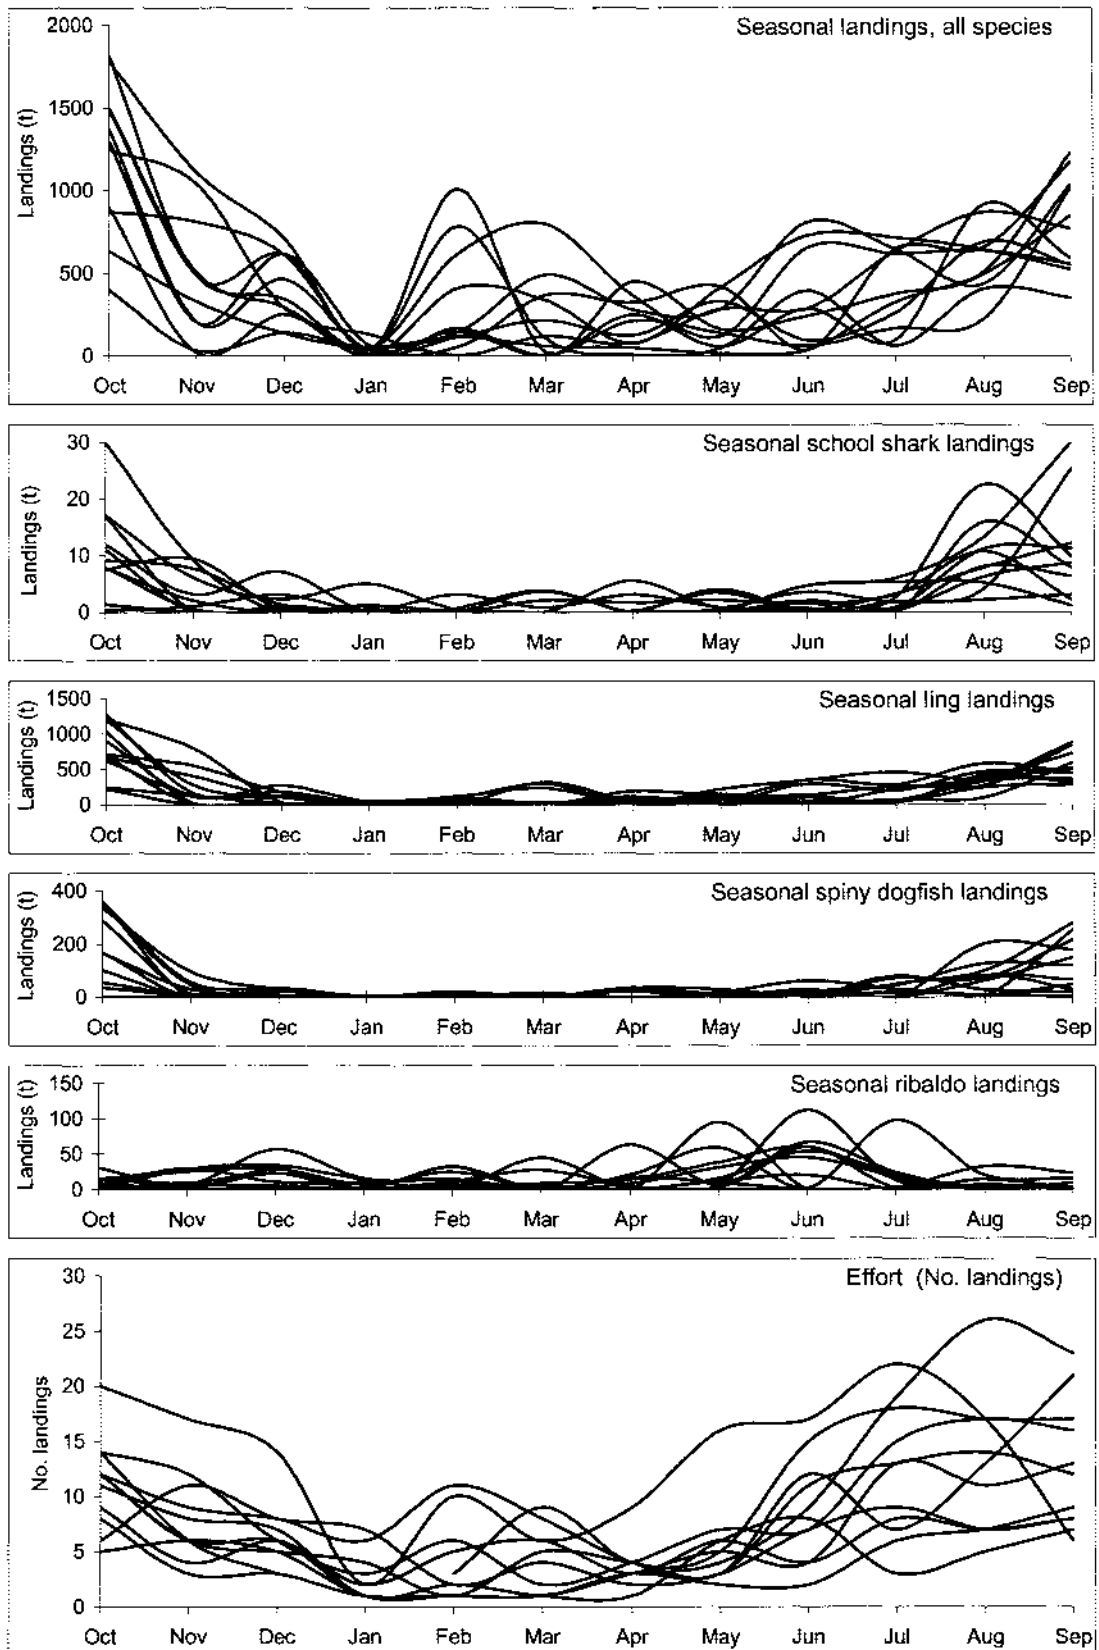 Seasonal landings, all species
Landings (t)
2000
1500
1000
500
0
Oct Nov Dec Jan Feb Mar Apr May Jun Jul Aug Sep
Seasonal school shark landings
Landings (t)
30
20
10
0
Oct Nov Dec Jan Feb Mar Apr May Jun Jul Aug Sep
Seasonal ling landings
Landings (t)
1500
1000
500
0
Oct Nov Dec Jan Feb Mar Apr May Jun Jul Aug Sep
Seasonal spiny dogfish landings
Landings (t)
400
200
0
Oct Nov Dec Jan Feb Mar Apr May Jun Jul Aug Sep
Seasonal ribaldo landings
Landings (t)
150
100
50
0
Oct Nov Dec Jan Feb Mar Apr May Jun Jul Aug Sep
Effort (No. landings)
No. landings
30
25
20
15
10
5
0
Oct Nov Dec Jan Feb Mar Apr May Jun Jul Aug Sep